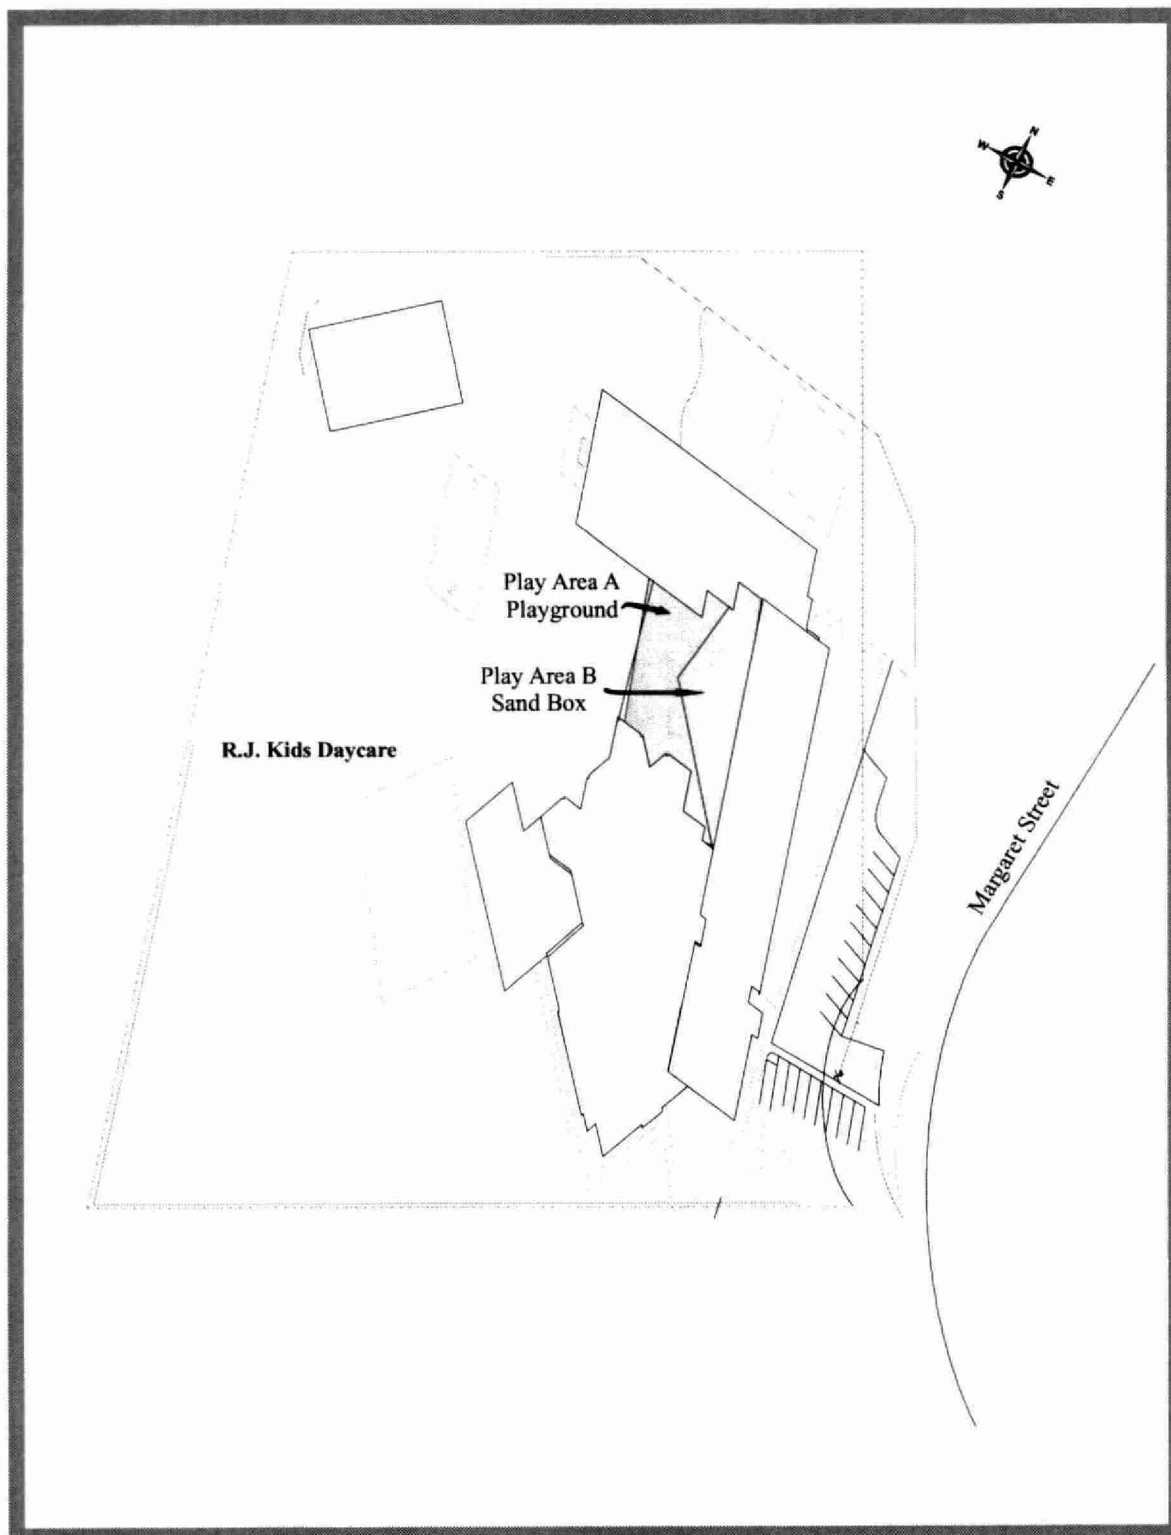 N
W
E
S
Play Area A
Playground
Play Area B
Sand Box
R.J. Kids Daycare
Margaret Street